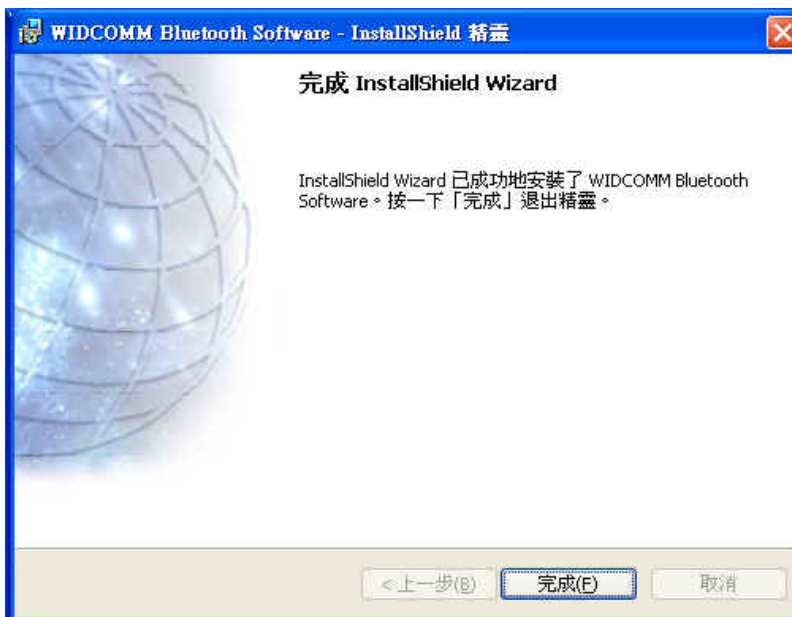 WIDCOMM Bluetooth Software - InstallShield 精靈
完成 InstallShield Wizard
InstallShield Wizard 已成功地安裝了 WIDCOMM Bluetooth
Software。按一下「完成」退出精靈。
<上一步(B)
完成(F)
取消